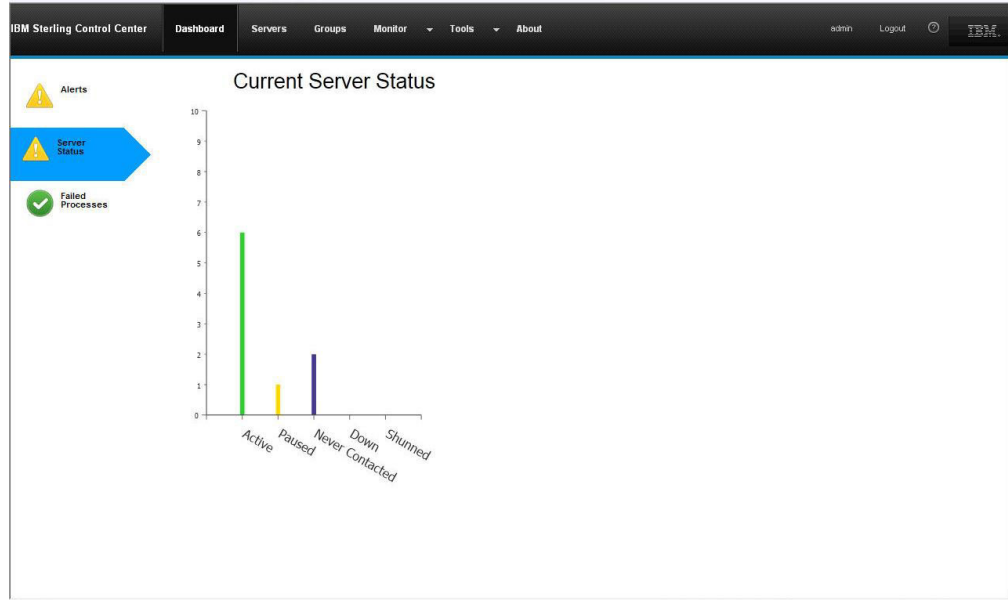 IBM Sterling Control Center Dashboard Servers Groups Monitor Tools About admin Logout ? IBM.
Alerts
Server
Status
Failed
Processes
Current Server Status
10
9
8
7
6
5
4
3
2
1
0
Active
Paused
Never Contacted
Down
Shunned